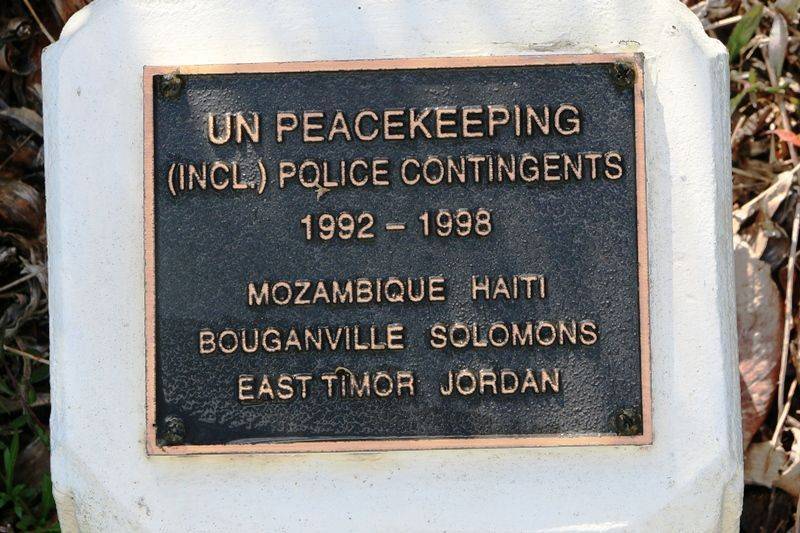 UN PEACEKEEPING
(INCL.) POLICE CONTINGENTS
1992 – 1998
MOZAMBIQUE HAITI
BOUGANVILLE SOLOMONS
EAST TIMOR JORDAN